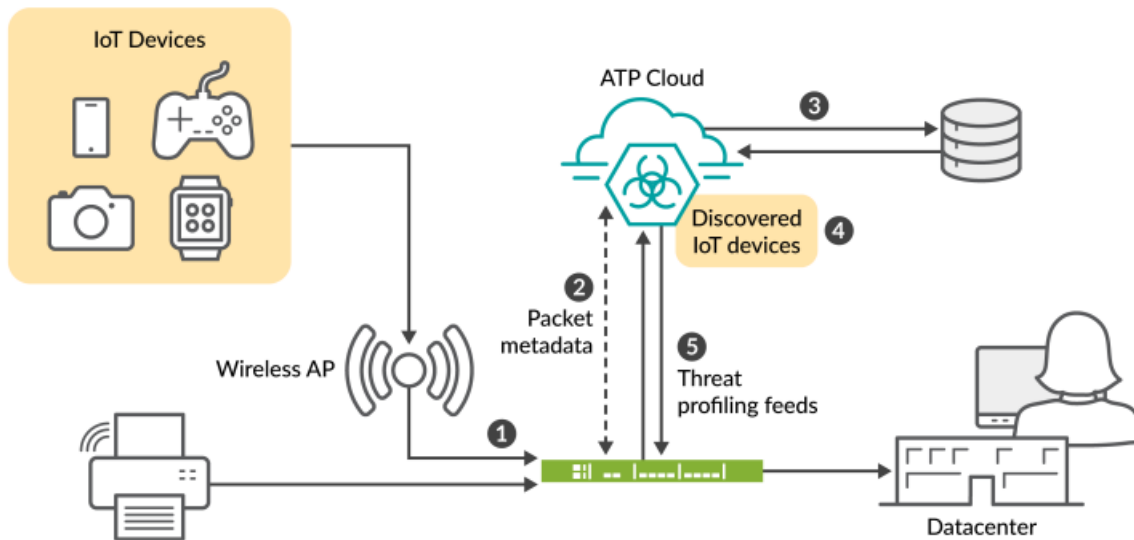 IoT Devices
ATP Cloud
3
Discovered
IoT devices
4
2
Packet
metadata
5
Threat
profiling feeds
Wireless AP
1
Datacenter